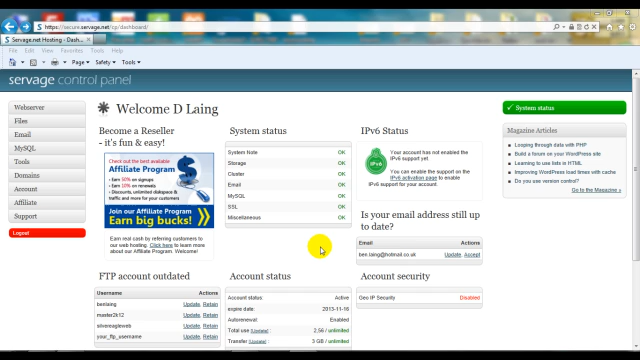 https://secure.servage.net/cp/dashboard/
Servage.net Hosting - Dash...
File Edit View Favorites Tools Help
Page Safety Tools
servage control panel
Webserver
Files
Email
MySQL
Tools
Domains
Account
Affiliate
Support
Logout
Welcome D Laing
Become a Reseller
- it's fun & easy!
Check out the best available
Affiliate Program
Earn 50% on signups
Earn 10% on renewals
Discounts, unlimited diskspace &
traffic and more for your customers
Join our Affiliate Program
Earn big bucks!
Earn real cash by referring customers
to our web hosting. Click here to learn
more about our Affiliate Program. Welcome!
System status
System Note OK
Storage OK
Cluster OK
Email OK
MySQL OK
SSL OK
Miscellaneous OK
IPv6 Status
IPv6
Your account has not enabled the
IPv6 support yet.
You can enable the support on the
IPv6 activation page to enable
IPv6 support for your account.
Is your email address still up
to date?
Email Actions
ben.laing@hotmail.co.uk Update, Accept
System status
Magazine Articles
Looping through data with PHP
Build a forum on your WordPress site
Learning to use lists in HTML
Improving WordPress load times with cache
Do you use version control?
Go to the Magazine »
FTP account outdated
Username Actions
benlaing Update, Retain
master2k12 Update, Retain
silvereagleweb Update, Retain
your_ftp_username Update, Retain
Account status
Account status: Active
expire date: 2013-11-16
Autorenewal: Enabled
Total use (Update): 2.56 / unlimited
Transfer (Update): 3 GB / unlimited
Account security
Geo IP Security Disabled